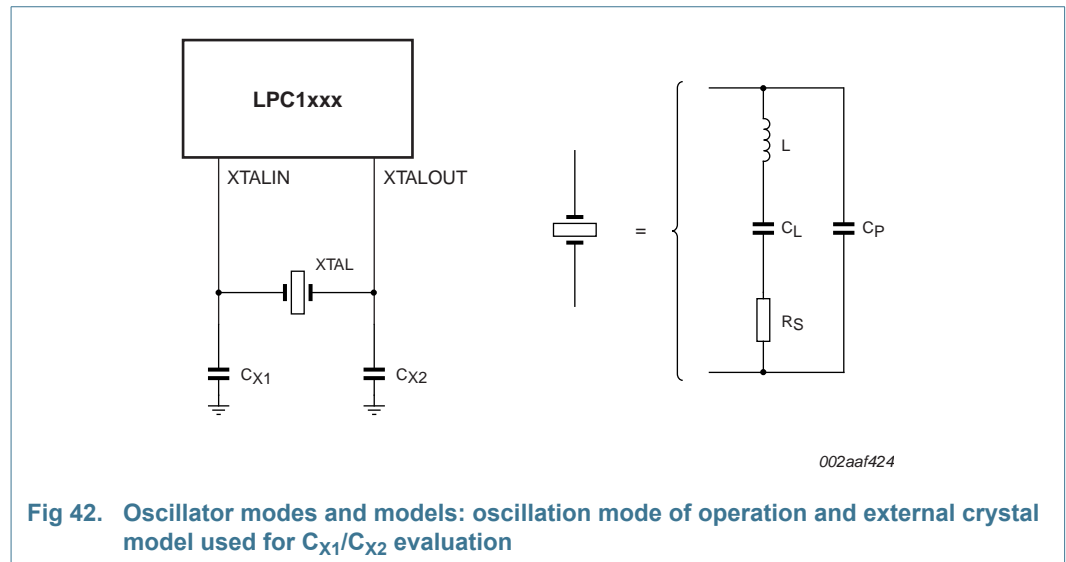 LPC1xxx
XTALIN
XTALOUT
XTAL
CX1
CX2
=
L
CL
CP
RS
002aaf424
Fig 42. Oscillator modes and models: oscillation mode of operation and external crystal
model used for CX1/CX2 evaluation